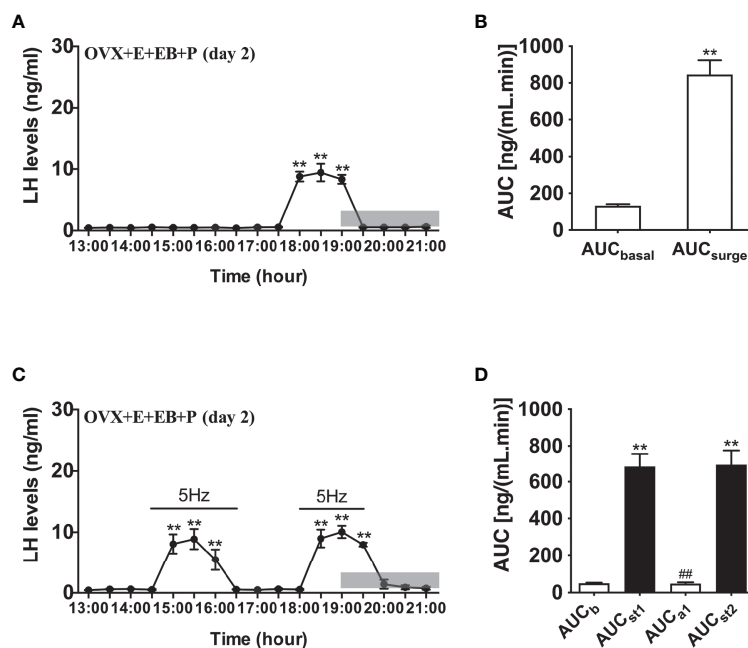 A
OVX+E+EB+P (day 2)
LH levels (ng/ml)
30
20
10
0
** ** **
13:00 14:00 15:00 16:00 17:00 18:00 19:00 20:00 21:00
Time (hour)
B
AUC [ng/(mL.min)]
1000
800
600
400
200
0
**
AUCbasal AUCsurge
C
OVX+E+EB+P (day 2)
LH levels (ng/ml)
30
20
10
0
5Hz 5Hz
** ** ** ** ** **
13:00 14:00 15:00 16:00 17:00 18:00 19:00 20:00 21:00
Time (hour)
D
AUC [ng/(mL.min)]
1000
800
600
400
200
0
** ## **
AUCb AUCst1 AUCa1 AUCst2